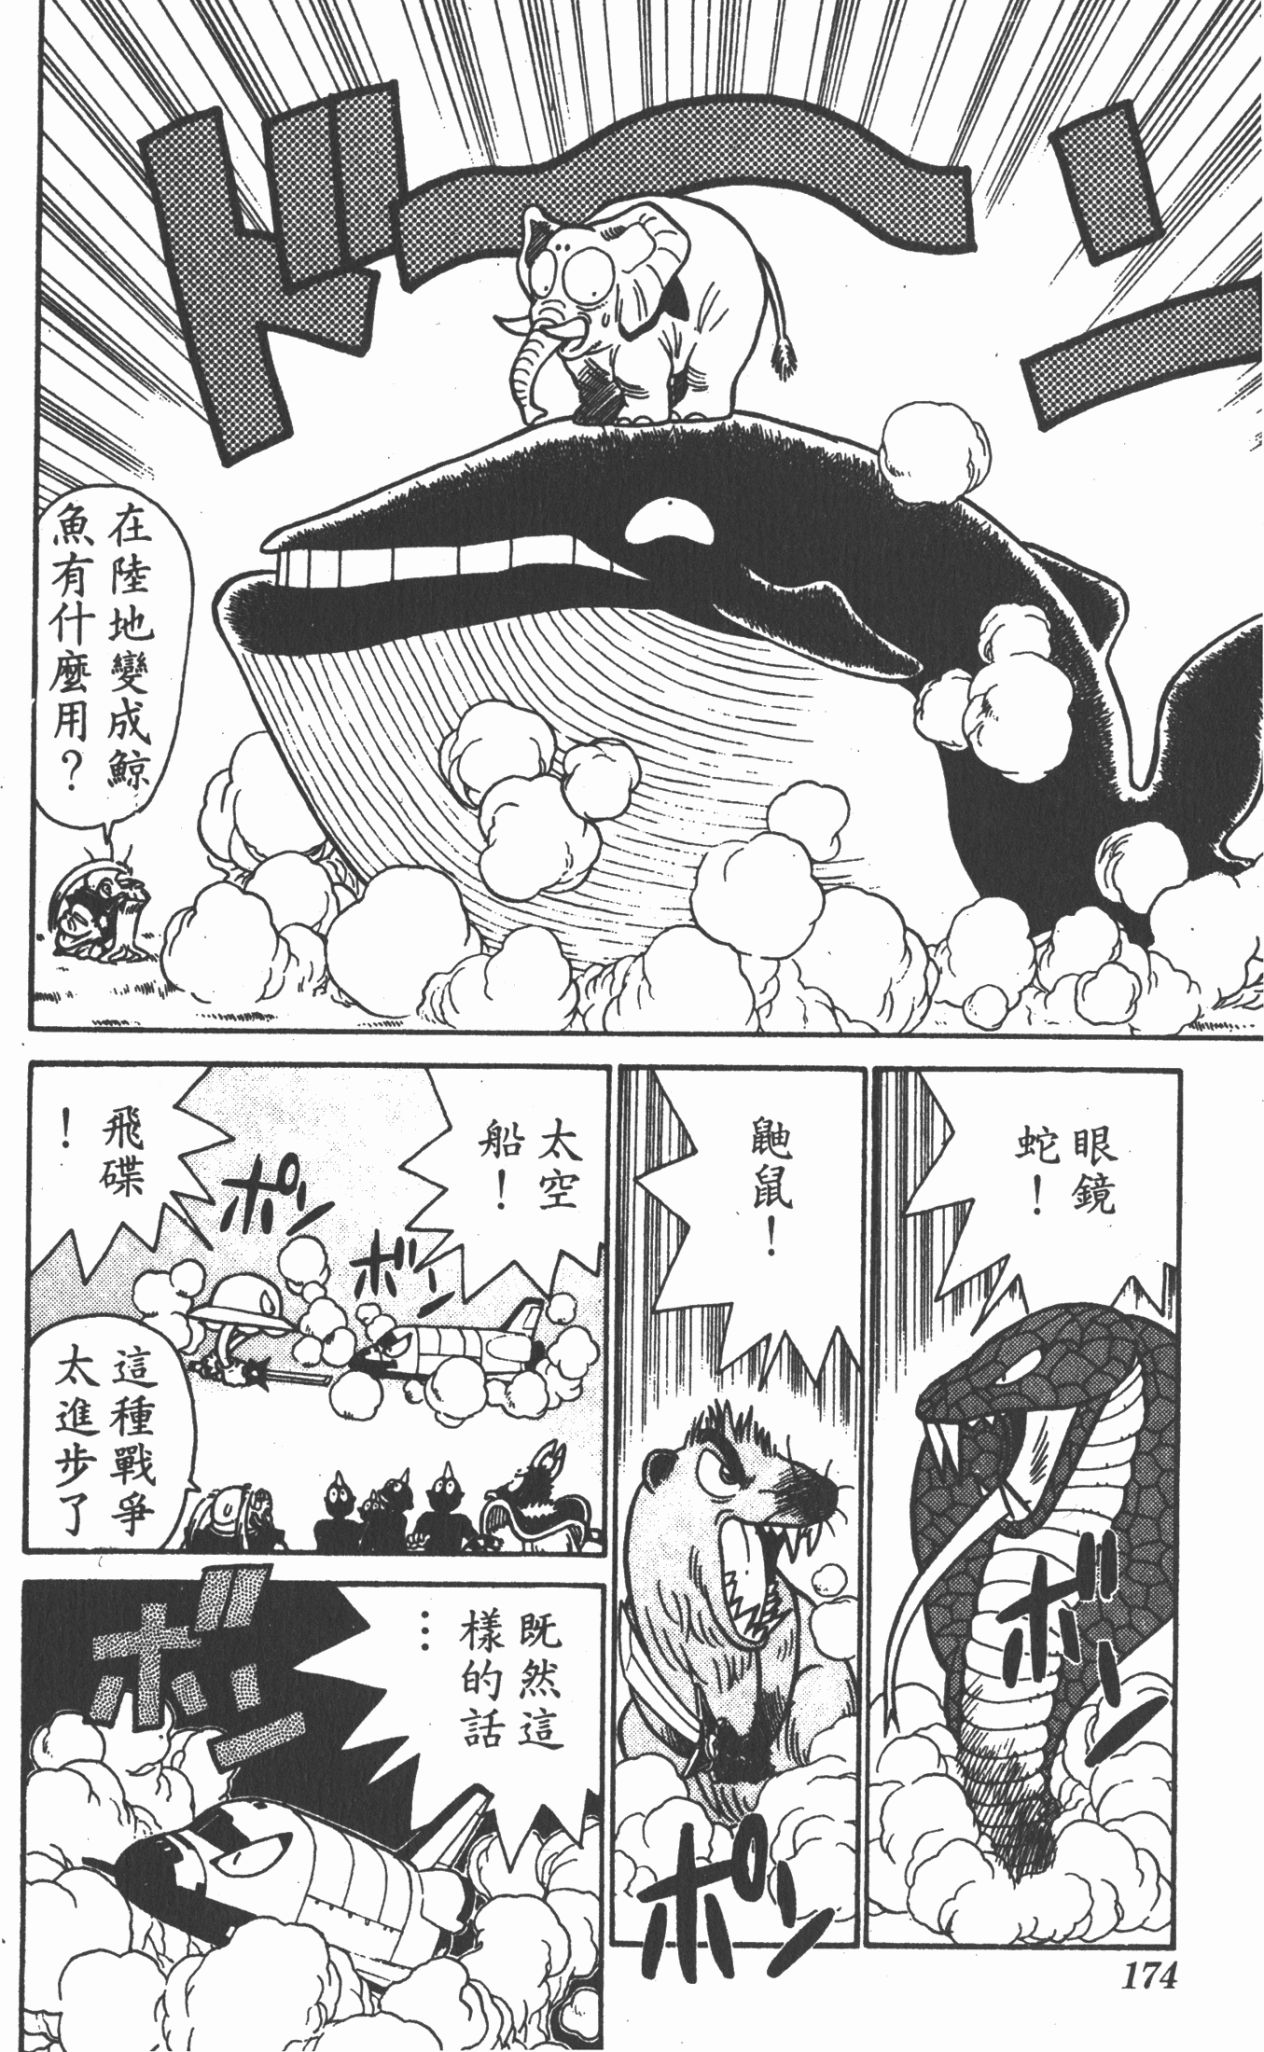 ドーン
在陸地變成鯨
魚有什麼用？
眼鏡
蛇！
ボン
鼬鼠！
ボン
太空
船！
ボン
飛碟
！
ポン
這種戰爭
太進步了
既然這
樣的話
…
ボン
174